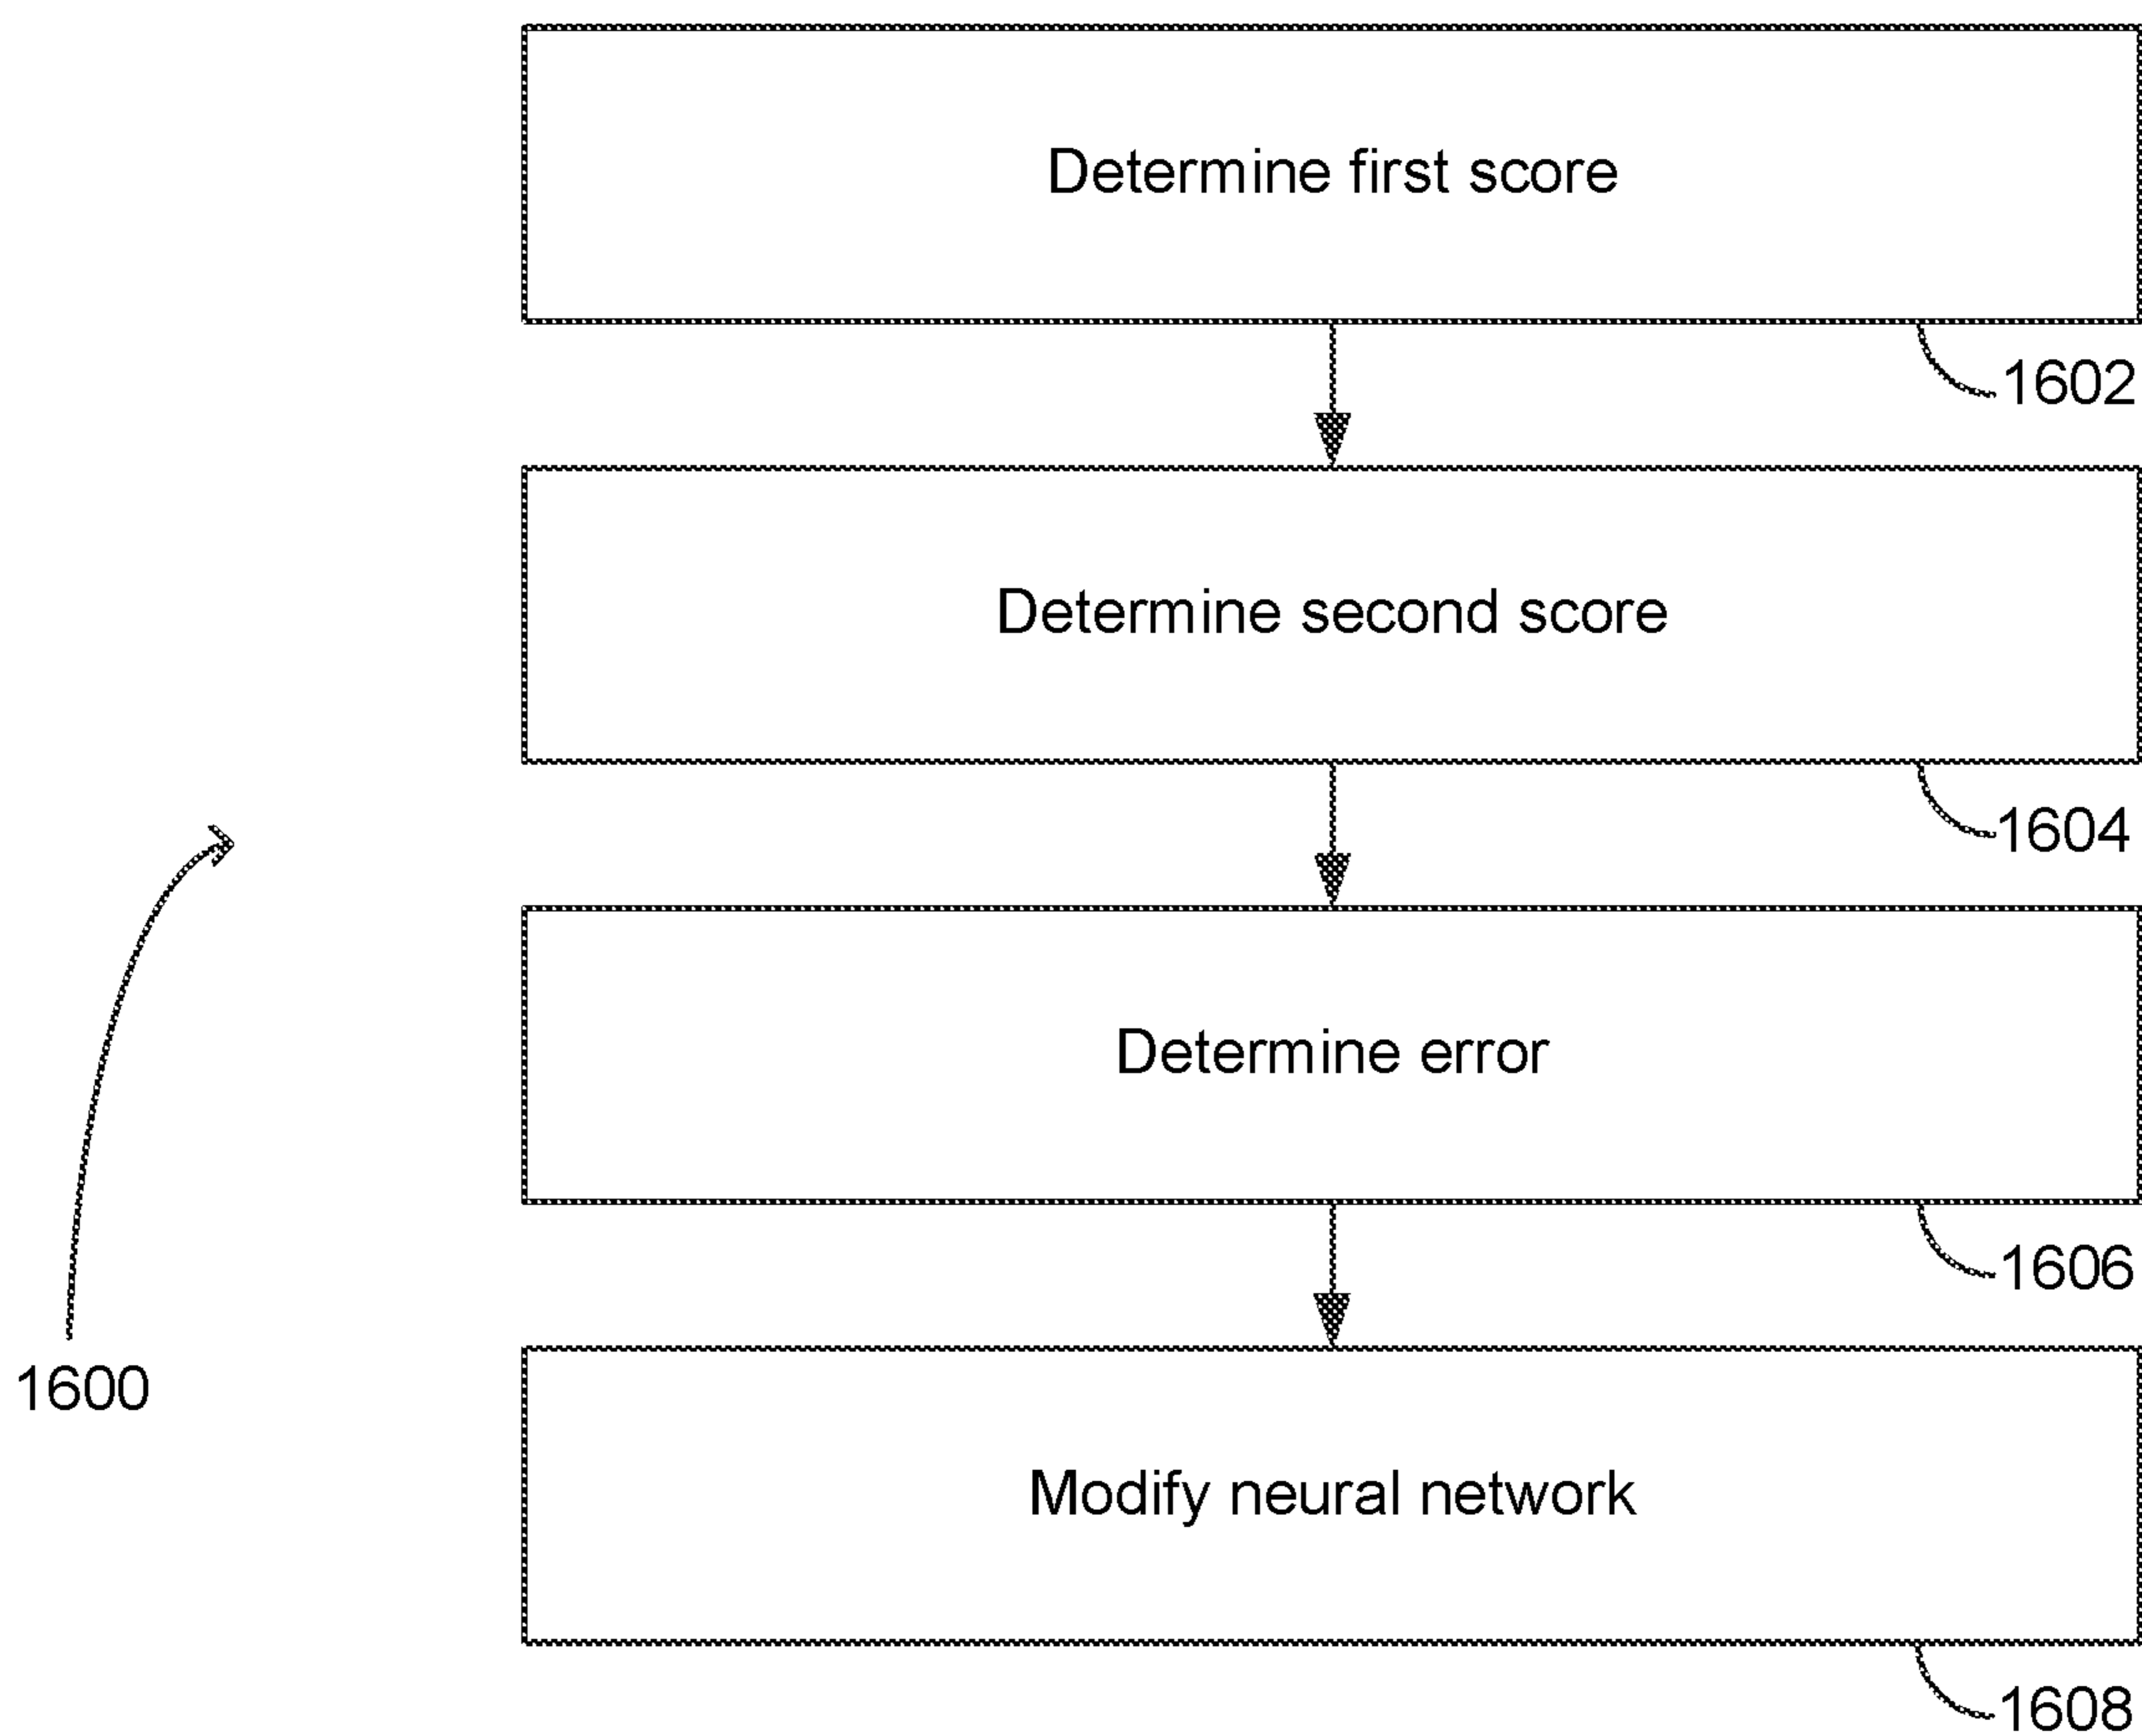 Determine first score
1602
Determine second score
1604
Determine error
1606
1600
Modify neural network
1608